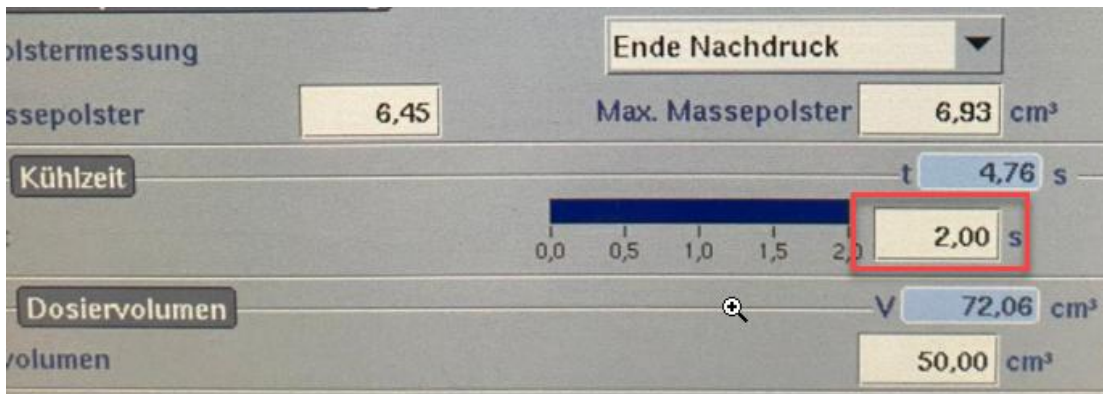 olstermessung Ende Nachdruck
ssepolster 6,45 Max. Massepolster 6,93 cm³
Kühlzeit t 4,76 s
2,00 s
0,0 0,5 1,0 1,5 2,0
Dosiervolumen V 72,06 cm³
volumen 50,00 cm³